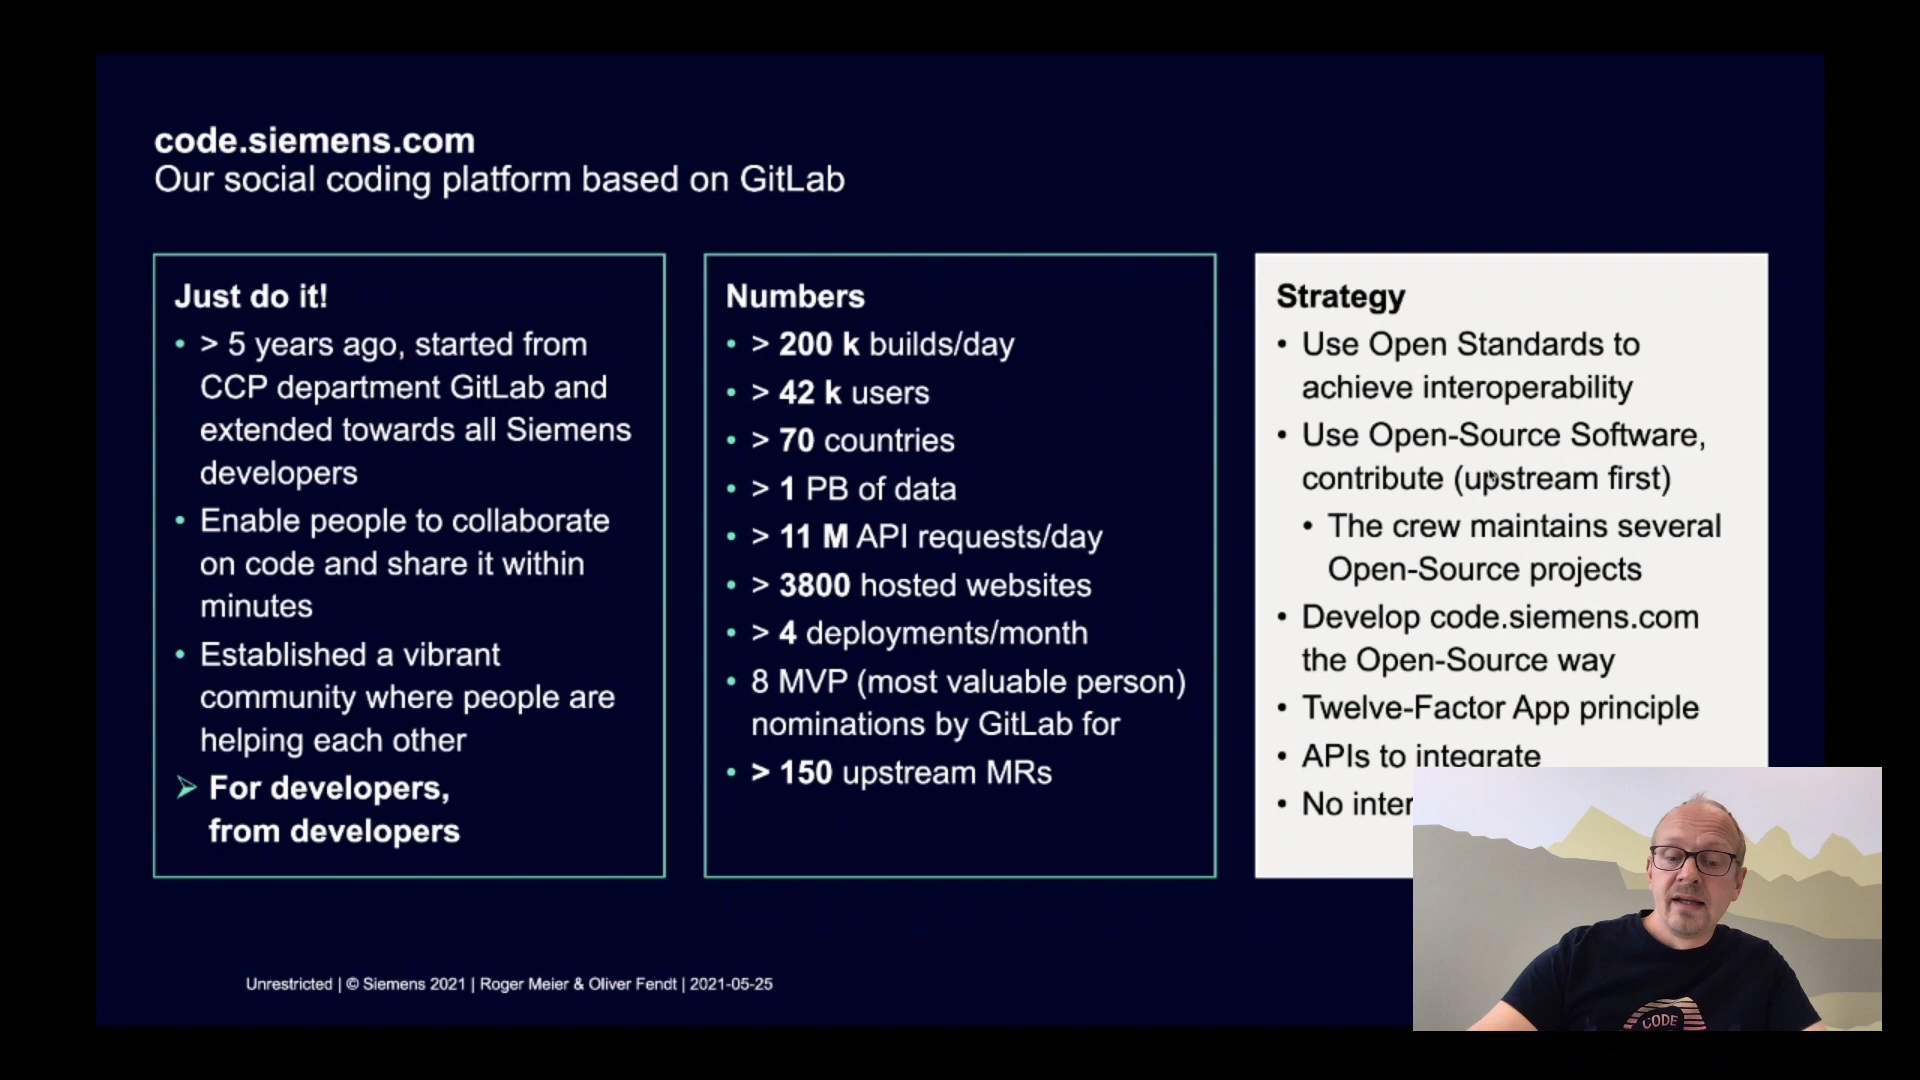 code.siemens.com
Our social coding platform based on GitLab
Just do it!
• > 5 years ago, started from
CCP department GitLab and
extended towards all Siemens
developers
• Enable people to collaborate
on code and share it within
minutes
• Established a vibrant
community where people are
helping each other
➢ For developers,
from developers
Numbers
• > 200 k builds/day
• > 42 k users
• > 70 countries
• > 1 PB of data
• > 11 M API requests/day
• > 3800 hosted websites
• > 4 deployments/month
• 8 MVP (most valuable person)
nominations by GitLab for
• > 150 upstream MRs
Strategy
• Use Open Standards to
achieve interoperability
• Use Open-Source Software,
contribute (upstream first)
• The crew maintains several
Open-Source projects
• Develop code.siemens.com
the Open-Source way
• Twelve-Factor App principle
• APIs to integrate
• No
Unrestricted | © Siemens 2021 | Roger Meier & Oliver Fendt | 2021-05-25
CODE